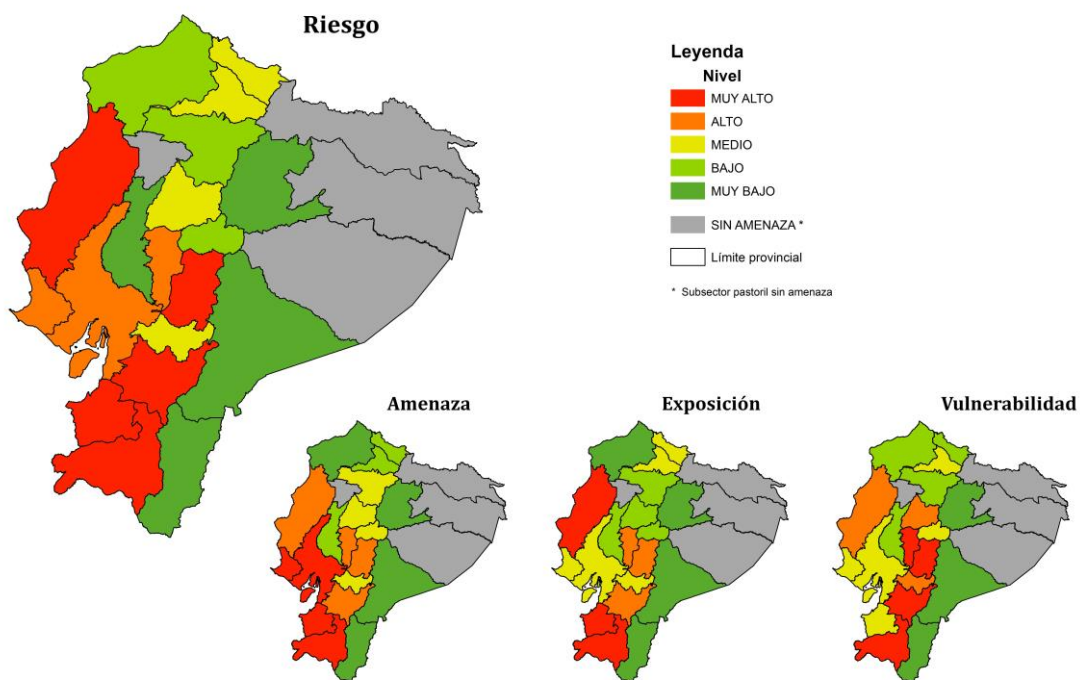 Riesgo
Leyenda
Nivel
MUY ALTO
ALTO
MEDIO
BAJO
MUY BAJO
SIN AMENAZA *
Límite provincial
* Subsector pastoril sin amenaza
Amenaza
Exposición
Vulnerabilidad